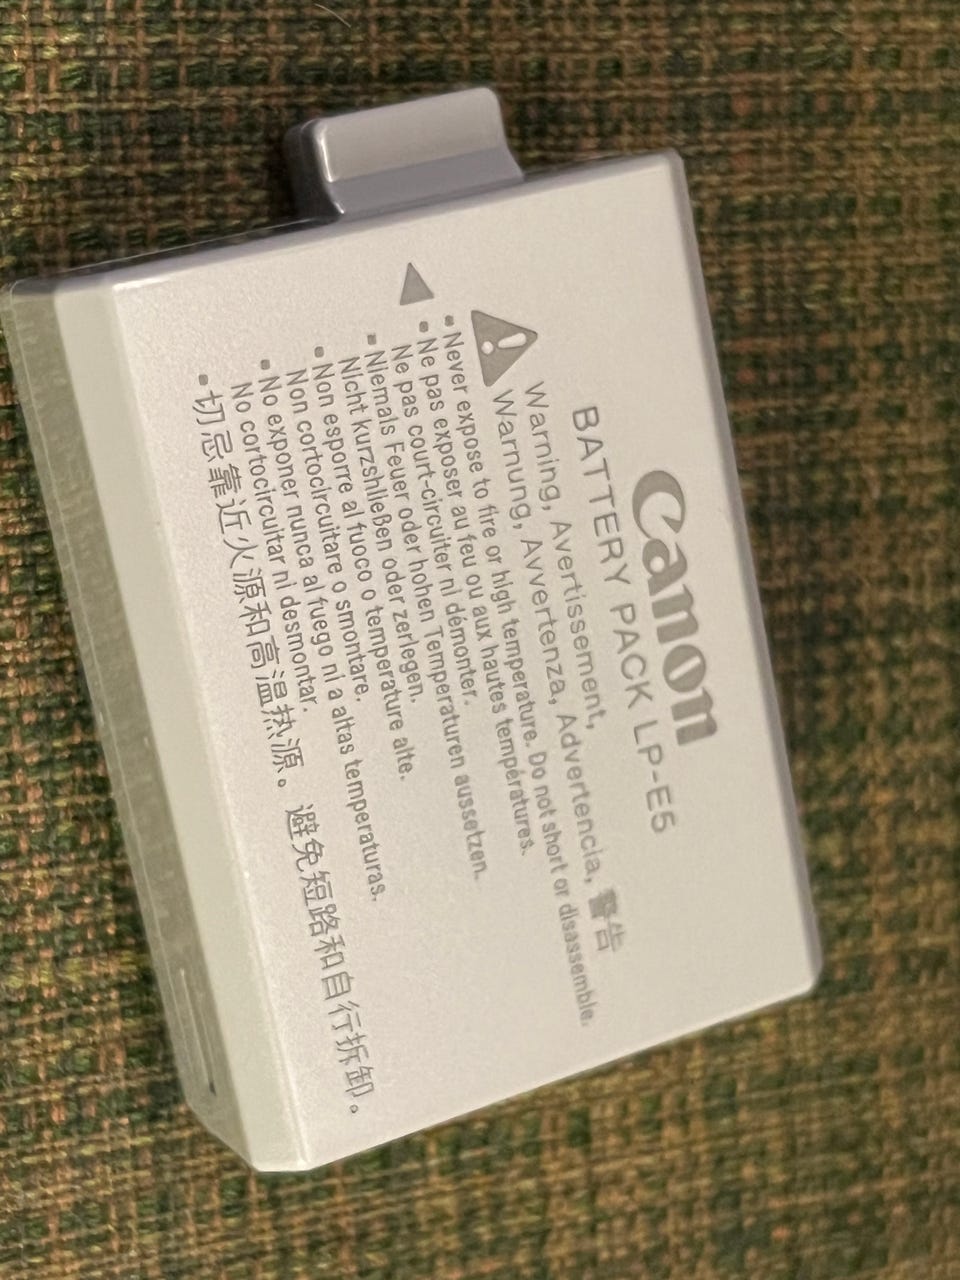 Canon
BATTERY PACK LP-E5
Warning, Avertissement,
Warnung, Avvertenza, Advertencia, 警告
• Never expose to fire or high temperature. Do not short or disassemble.
• Ne pas exposer au feu ou aux hautes températures.
Ne pas court-circuiter ni démonter.
• Niemals Feuer oder hohen Temperaturen aussetzen.
Nicht kurzshließen oder zerlegen.
• Non esporre al fuoco o temperature alte.
Non cortocircuitare o smontare.
• No exponer nunca al fuego ni a altas temperaturas.
No cortocircuitar ni desmontar.
• 切忌靠近火源和高温热源。避免短路和自行拆卸。